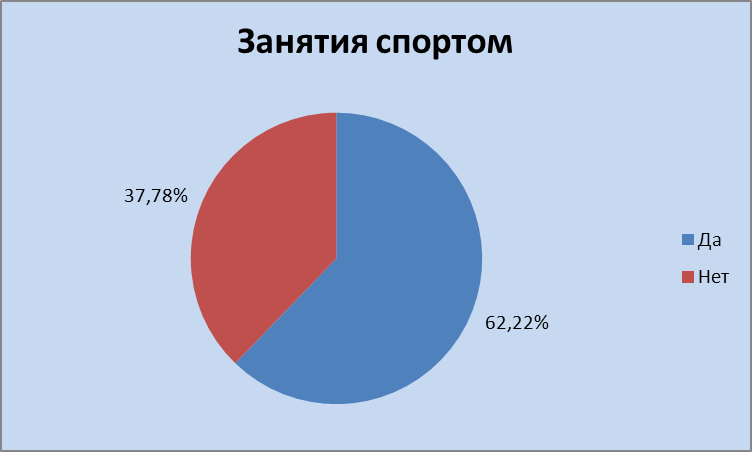 Занятия спортом
37,78%
62,22%
Да
Нет